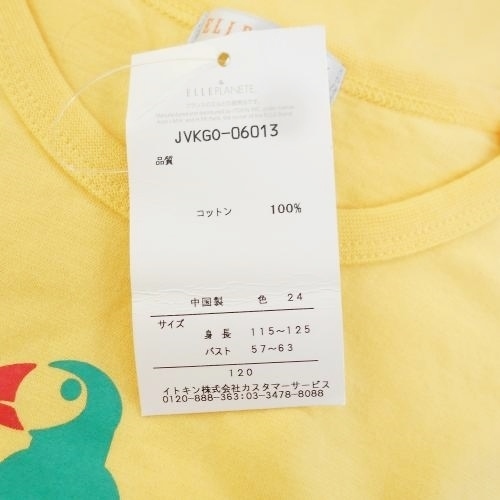 ELLE
ELLEPLANETE
JVKGO-06013
品質
コットン 100%
中国製 色 24
サイズ
身長 115~125
バスト 57~63
120
イトキン株式会社カスタマーサービス
0120-888-363:03-3478-8088